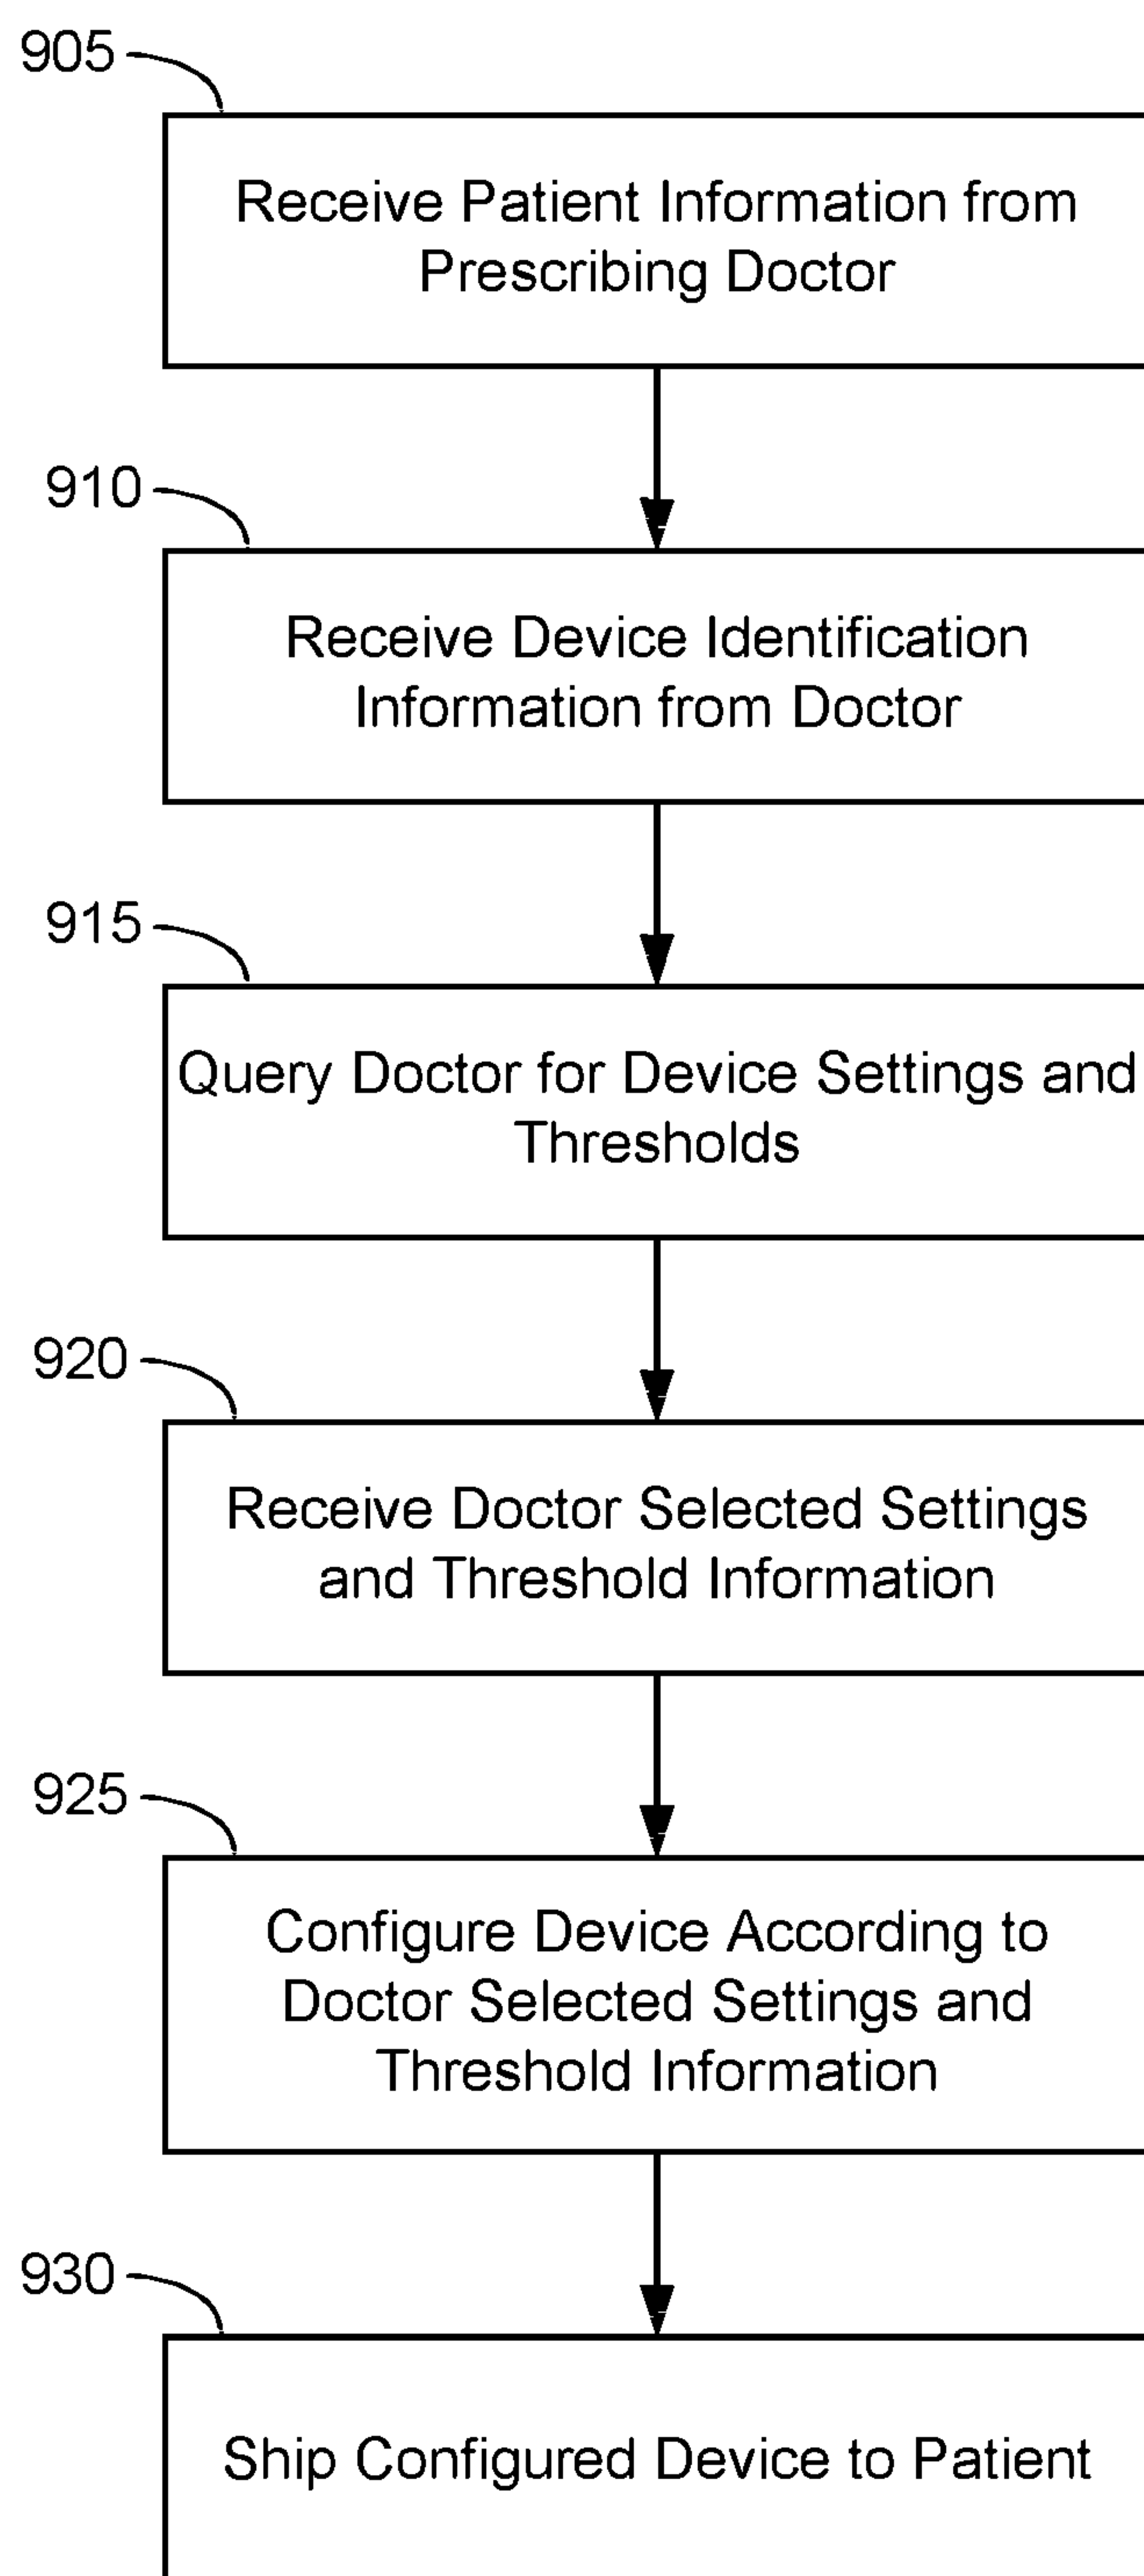 905
Receive Patient Information from
Prescribing Doctor
910
Receive Device Identification
Information from Doctor
915
Query Doctor for Device Settings and
Thresholds
920
Receive Doctor Selected Settings
and Threshold Information
925
Configure Device According to
Doctor Selected Settings and
Threshold Information
930
Ship Configured Device to Patient